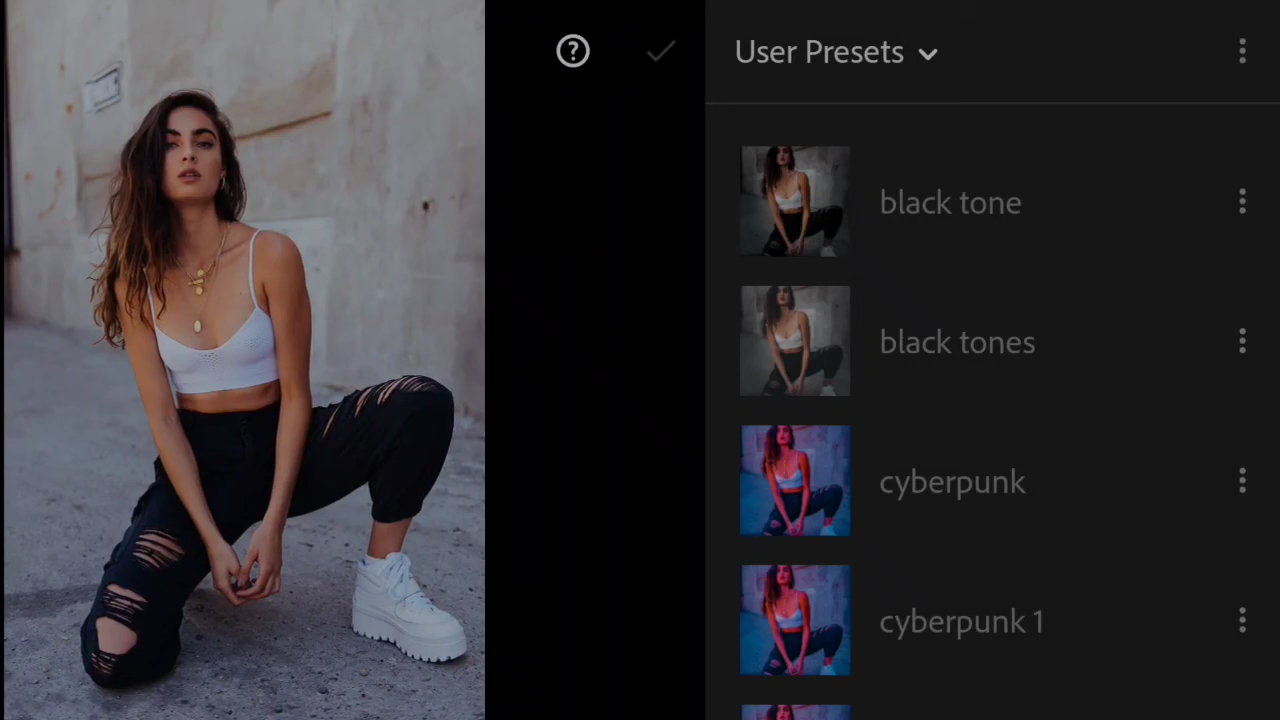 User Presets
black tone
black tones
cyberpunk
cyberpunk 1